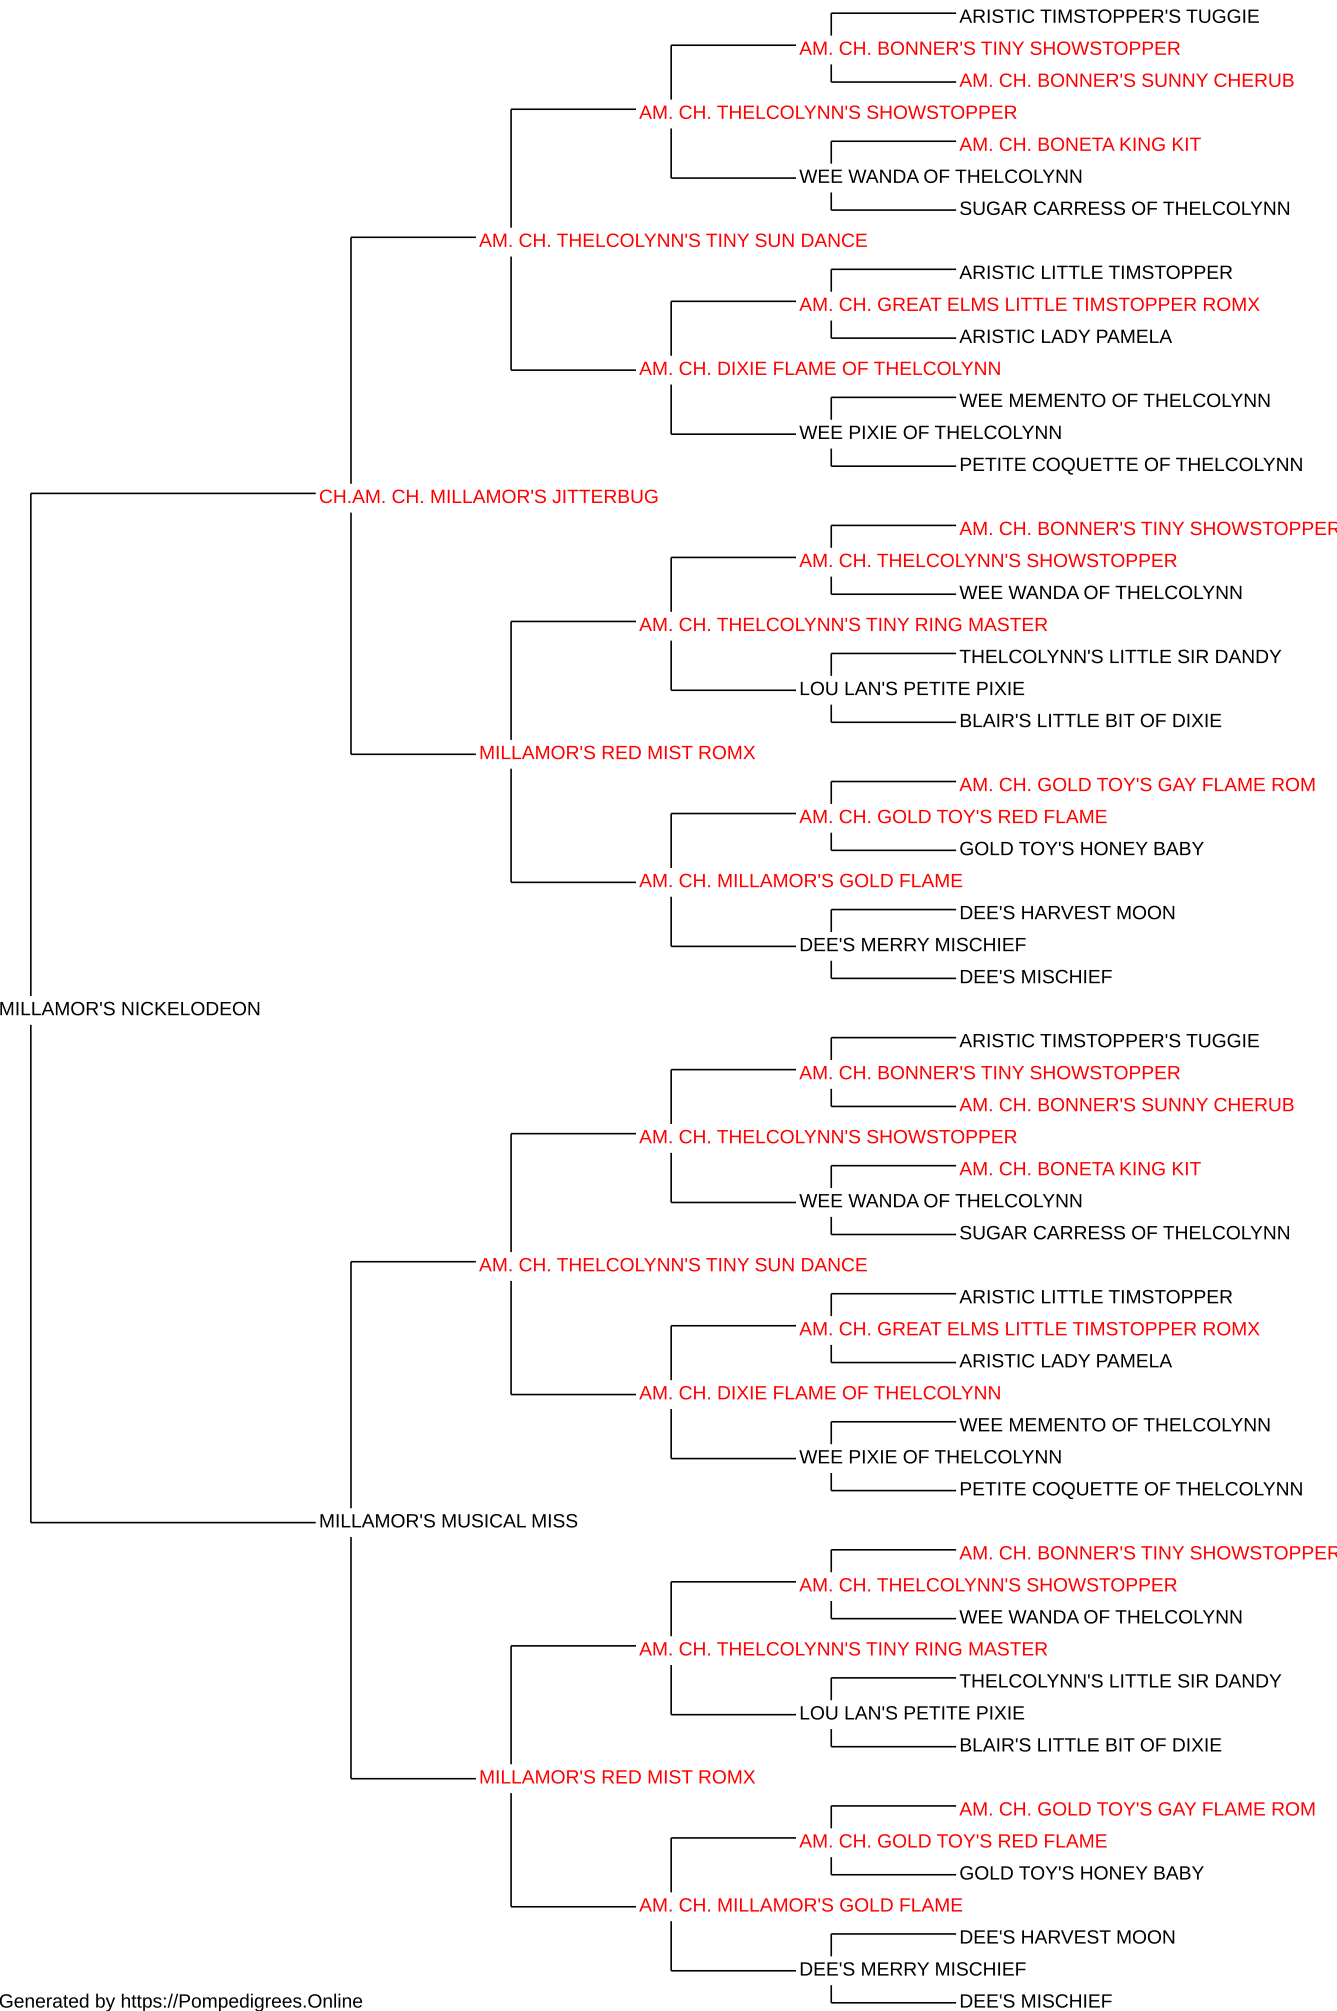 ARISTIC TIMSTOPPER'S TUGGIE
AM. CH. BONNER'S TINY SHOWSTOPPER
AM. CH. BONNER'S SUNNY CHERUB
AM. CH. THELCOLYNN'S SHOWSTOPPER
AM. CH. BONETA KING KIT
WEE WANDA OF THELCOLYNN
SUGAR CARRESS OF THELCOLYNN
AM. CH. THELCOLYNN'S TINY SUN DANCE
ARISTIC LITTLE TIMSTOPPER
AM. CH. GREAT ELMS LITTLE TIMSTOPPER ROMX
ARISTIC LADY PAMELA
AM. CH. DIXIE FLAME OF THELCOLYNN
WEE MEMENTO OF THELCOLYNN
WEE PIXIE OF THELCOLYNN
PETITE COQUETTE OF THELCOLYNN
CH.AM. CH. MILLAMOR'S JITTERBUG
AM. CH. BONNER'S TINY SHOWSTOPPER
AM. CH. THELCOLYNN'S SHOWSTOPPER
WEE WANDA OF THELCOLYNN
AM. CH. THELCOLYNN'S TINY RING MASTER
THELCOLYNN'S LITTLE SIR DANDY
LOU LAN'S PETITE PIXIE
BLAIR'S LITTLE BIT OF DIXIE
MILLAMOR'S RED MIST ROMX
AM. CH. GOLD TOY'S GAY FLAME ROM
AM. CH. GOLD TOY'S RED FLAME
GOLD TOY'S HONEY BABY
AM. CH. MILLAMOR'S GOLD FLAME
DEE'S HARVEST MOON
DEE'S MERRY MISCHIEF
DEE'S MISCHIEF
MILLAMOR'S NICKELODEON
ARISTIC TIMSTOPPER'S TUGGIE
AM. CH. BONNER'S TINY SHOWSTOPPER
AM. CH. BONNER'S SUNNY CHERUB
AM. CH. THELCOLYNN'S SHOWSTOPPER
AM. CH. BONETA KING KIT
WEE WANDA OF THELCOLYNN
SUGAR CARRESS OF THELCOLYNN
AM. CH. THELCOLYNN'S TINY SUN DANCE
ARISTIC LITTLE TIMSTOPPER
AM. CH. GREAT ELMS LITTLE TIMSTOPPER ROMX
ARISTIC LADY PAMELA
AM. CH. DIXIE FLAME OF THELCOLYNN
WEE MEMENTO OF THELCOLYNN
WEE PIXIE OF THELCOLYNN
PETITE COQUETTE OF THELCOLYNN
MILLAMOR'S MUSICAL MISS
AM. CH. BONNER'S TINY SHOWSTOPPER
AM. CH. THELCOLYNN'S SHOWSTOPPER
WEE WANDA OF THELCOLYNN
AM. CH. THELCOLYNN'S TINY RING MASTER
THELCOLYNN'S LITTLE SIR DANDY
LOU LAN'S PETITE PIXIE
BLAIR'S LITTLE BIT OF DIXIE
MILLAMOR'S RED MIST ROMX
AM. CH. GOLD TOY'S GAY FLAME ROM
AM. CH. GOLD TOY'S RED FLAME
GOLD TOY'S HONEY BABY
AM. CH. MILLAMOR'S GOLD FLAME
DEE'S HARVEST MOON
DEE'S MERRY MISCHIEF
DEE'S MISCHIEF
Generated by https://Pompedigrees.Online